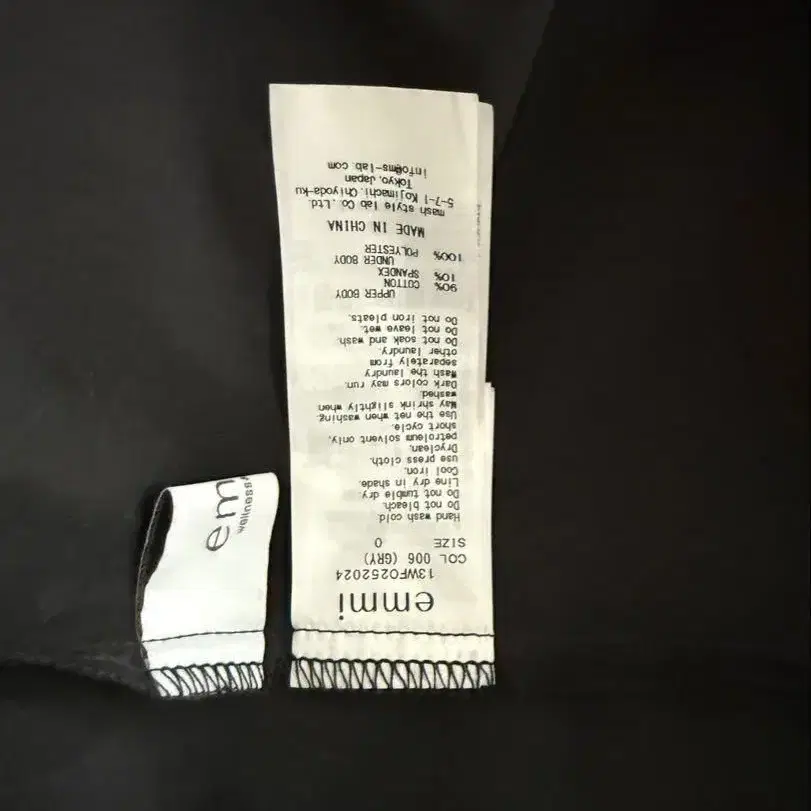 emmi
13WFO252024
COL 006 (GRY)
SIZE 0
Hand wash cold.
Do not bleach.
Do not tumble dry.
Line dry in shade.
Cool iron.
use press cloth.
Dryclean.
petroleum solvent only.
short cycle.
Use the net when washing.
May shrink slightly when
washed.
Dark colors may run.
Wash the laundry
separately from
other laundry.
Do not soak and wash.
Do not leave wet.
Do not iron pleats.
UPPER BODY
90% COTTON
10% SPANDEX
UNDER BODY
100% POLYESTER
MADE IN CHINA
mash style lab Co., Ltd.
5-7-1 Kojimachi, Chiyoda-ku
Tokyo, Japan
info@ms-lab.com
em
wellness